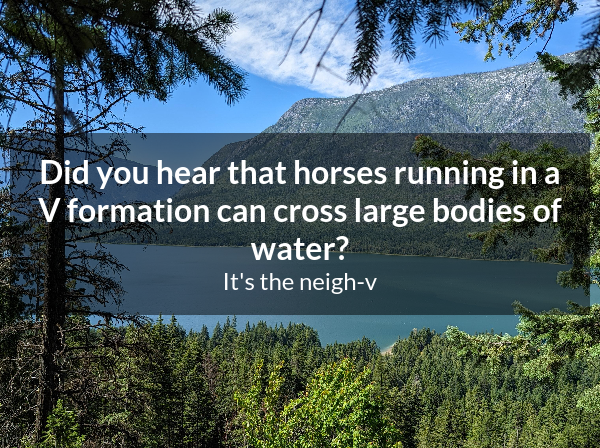 Did you hear that horses running in a
V formation can cross large bodies of
water?
It's the neigh-v